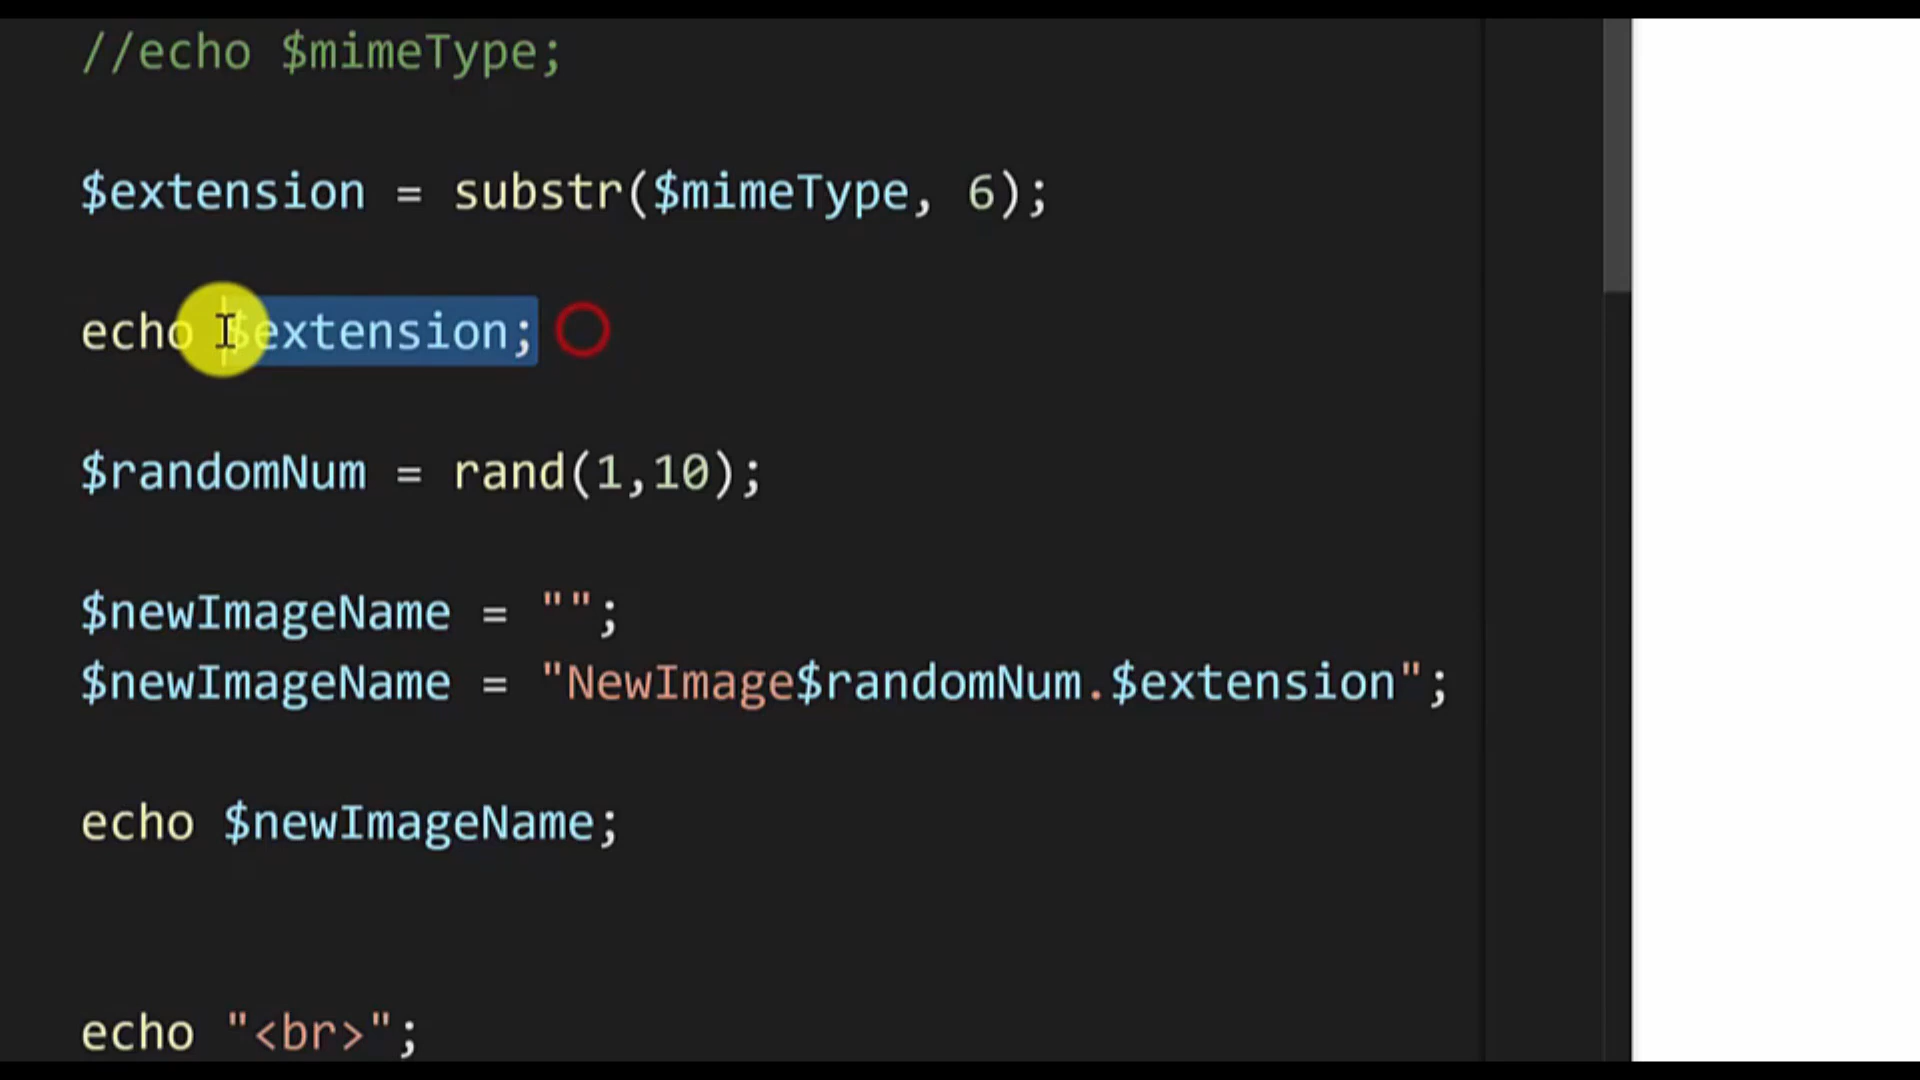 //echo $mimeType;
$extension = substr($mimeType, 6);
echo $extension;
$randomNum = rand(1,10);
$newImageName = "";
$newImageName = "NewImage$randomNum.$extension";
echo $newImageName;
echo "<br>";